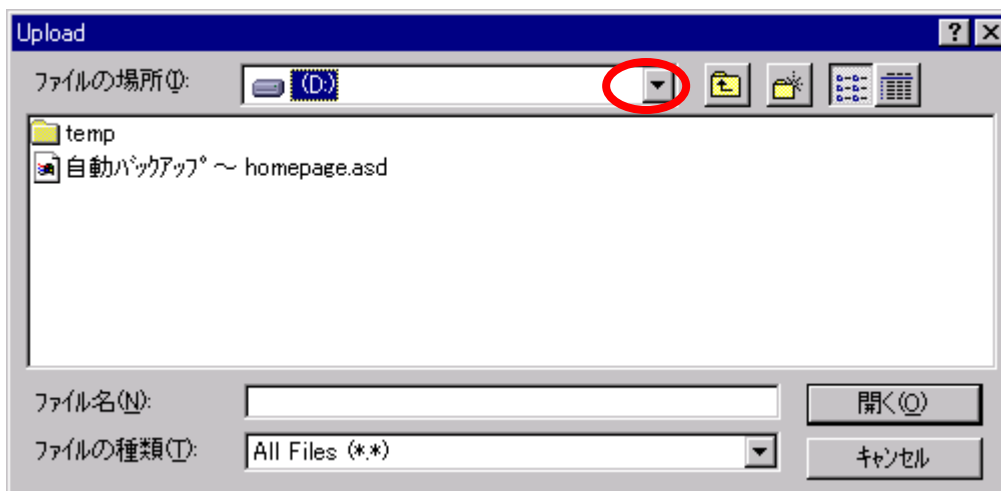 Upload
ファイルの場所(I):
(D:)
temp
自動バックアップ ~ homepage.asd
ファイル名(N):
開く(O)
ファイルの種類(T):
All Files (*.*)
キャンセル